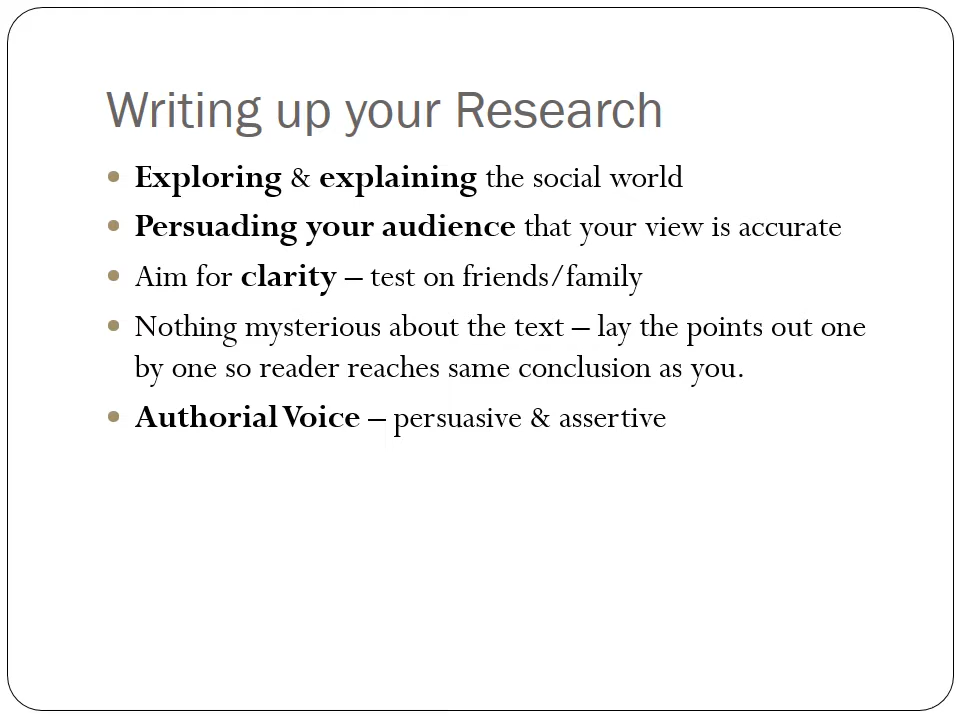 Writing up your Research
• Exploring & explaining the social world
• Persuading your audience that your view is accurate
• Aim for clarity – test on friends/family
• Nothing mysterious about the text – lay the points out one
by one so reader reaches same conclusion as you.
• Authorial Voice – persuasive & assertive